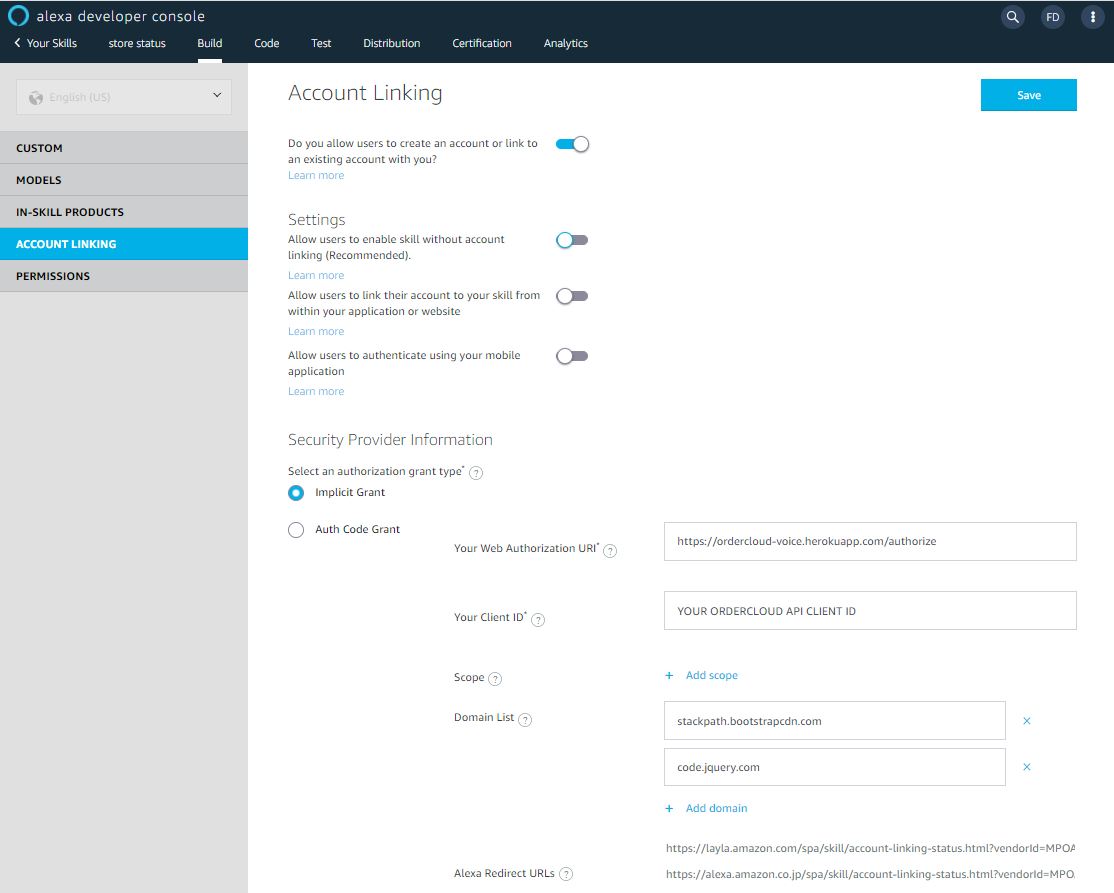 alexa developer console
FD
Your Skills store status Build Code Test Distribution Certification Analytics
English (US)
CUSTOM
MODELS
IN-SKILL PRODUCTS
ACCOUNT LINKING
PERMISSIONS
Account Linking
Save
Do you allow users to create an account or link to
an existing account with you?
Learn more
Settings
Allow users to enable skill without account
linking (Recommended).
Learn more
Allow users to link their account to your skill from
within your application or website
Learn more
Allow users to authenticate using your mobile
application
Learn more
Security Provider Information
Select an authorization grant type* ?
Implicit Grant
Auth Code Grant
Your Web Authorization URI* ? https://ordercloud-voice.herokuapp.com/authorize
Your Client ID* ? YOUR ORDERCLOUD API CLIENT ID
Scope ? + Add scope
Domain List ? stackpath.bootstrapcdn.com ×
code.jquery.com ×
+ Add domain
https://layla.amazon.com/spa/skill/account-linking-status.html?vendorId=MPOA
Alexa Redirect URLs ? https://alexa.amazon.co.jp/spa/skill/account-linking-status.html?vendorId=MPO